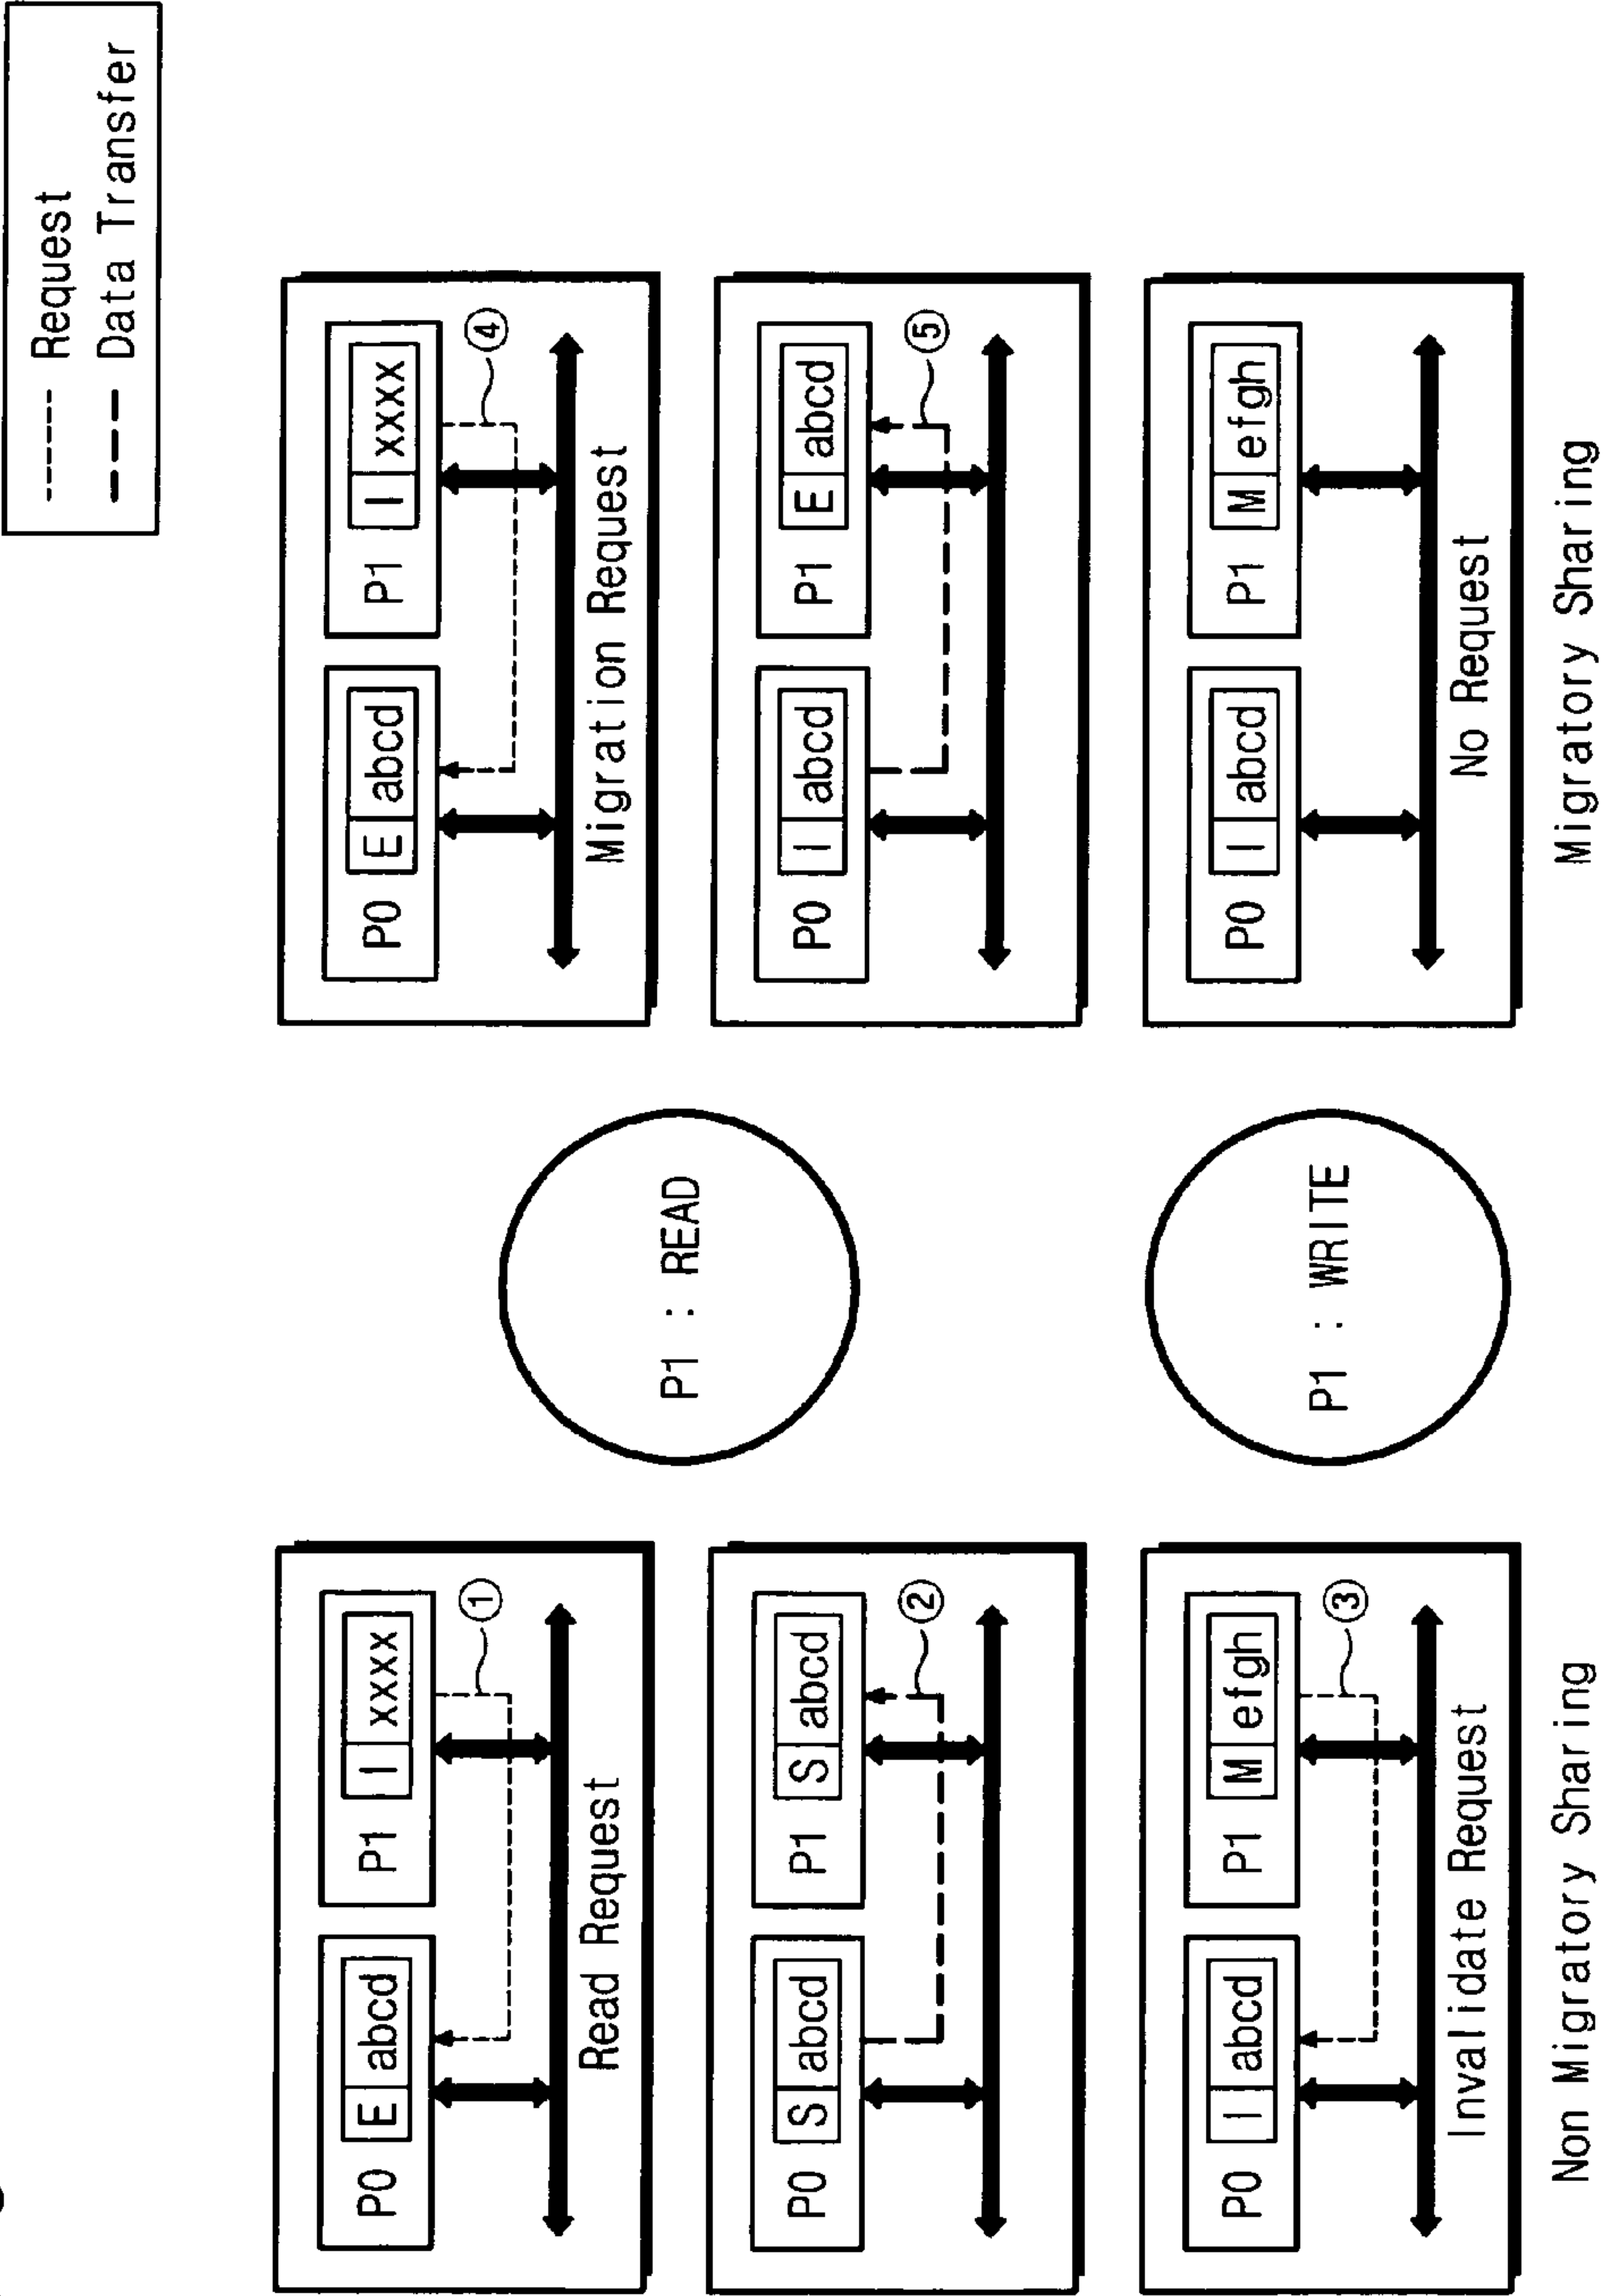 Request
Data Transfer
P0 E abcd
P1 I xxxx
①
Read Request
P0 S abcd
P1 S abcd
②
P0 I abcd
P1 M efgh
③
Invalidate Request
Non Migratory Sharing
P1 : READ
P1 : WRITE
P0 E abcd
P1 I xxxx
④
Migration Request
P0 I abcd
P1 E abcd
⑤
P0 I abcd
P1 M efgh
No Request
Migratory Sharing